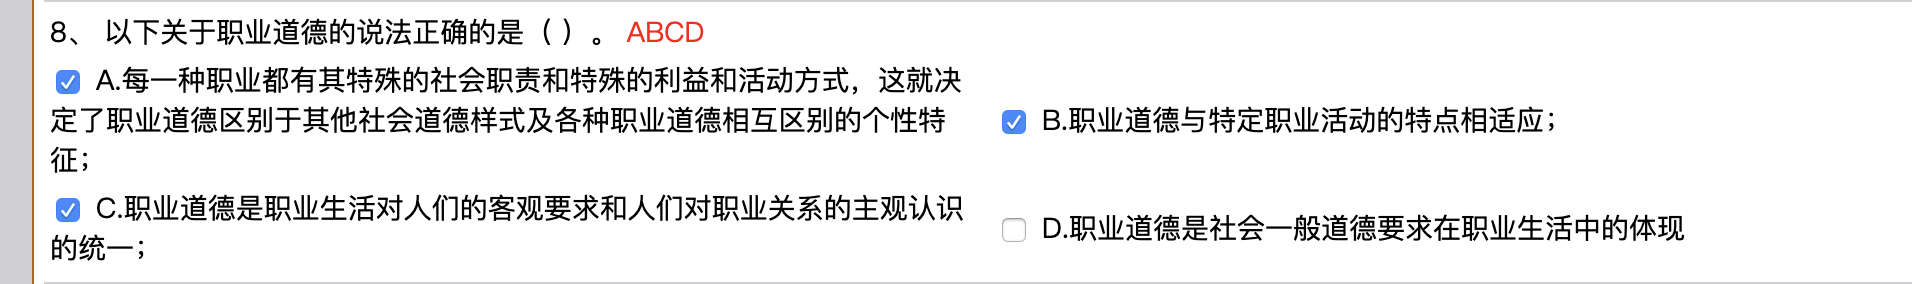 8、 以下关于职业道德的说法正确的是（ ）。 ABCD
A.每一种职业都有其特殊的社会职责和特殊的利益和活动方式，这就决
定了职业道德区别于其他社会道德样式及各种职业道德相互区别的个性特
征；
B.职业道德与特定职业活动的特点相适应；
C.职业道德是职业生活对人们的客观要求和人们对职业关系的主观认识
的统一；
D.职业道德是社会一般道德要求在职业生活中的体现